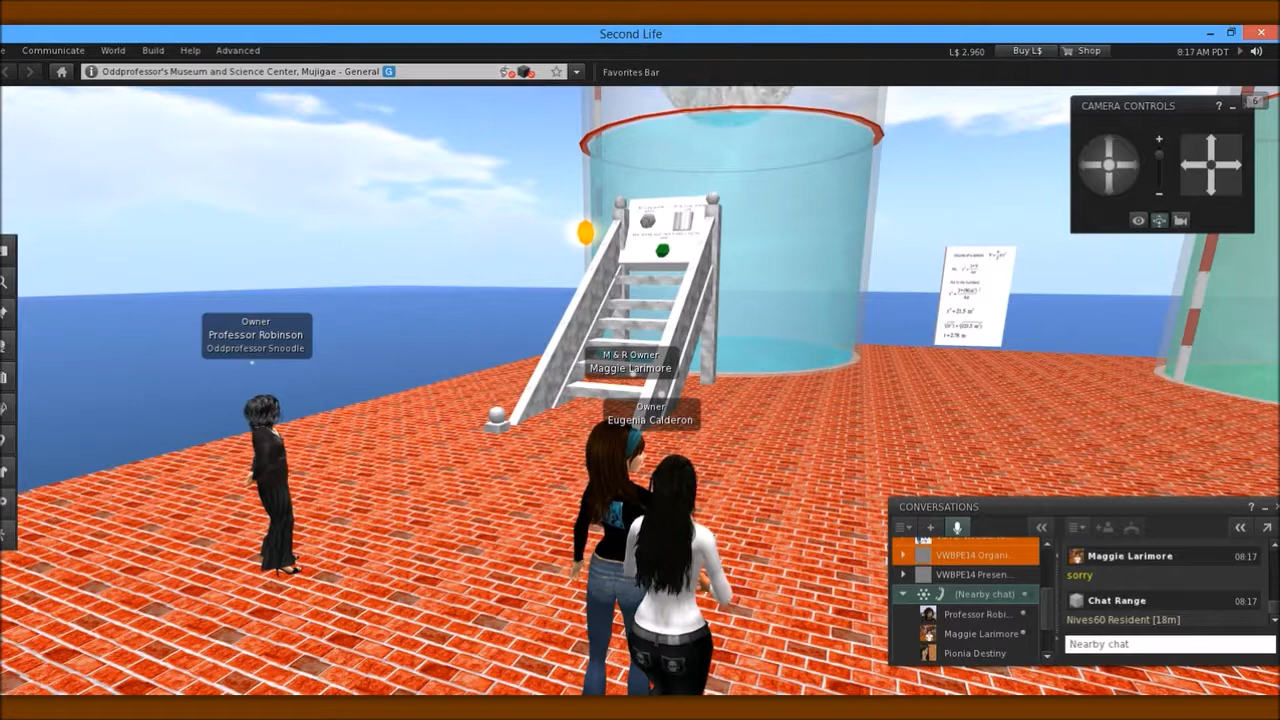 Second Life
e Communicate World Build Help Advanced
L$ 2,960 Buy L$ Shop 8:17 AM PDT
Oddprofessor's Museum and Science Center, Mujigae - General G
Favorites Bar
6
CAMERA CONTROLS ?
Owner
Professor Robinson
Oddprofessor Snoodle
M & R Owner
Maggie Larimore
Owner
Eugenia Calderon
CONVERSATIONS ?
VWBPE14 Organi...
VWBPE14 Presen...
(Nearby chat)
Professor Robi...
Maggie Larimore
Pionia Destiny
Maggie Larimore 08:17
sorry
Chat Range 08:17
Nives60 Resident [18m]
Nearby chat